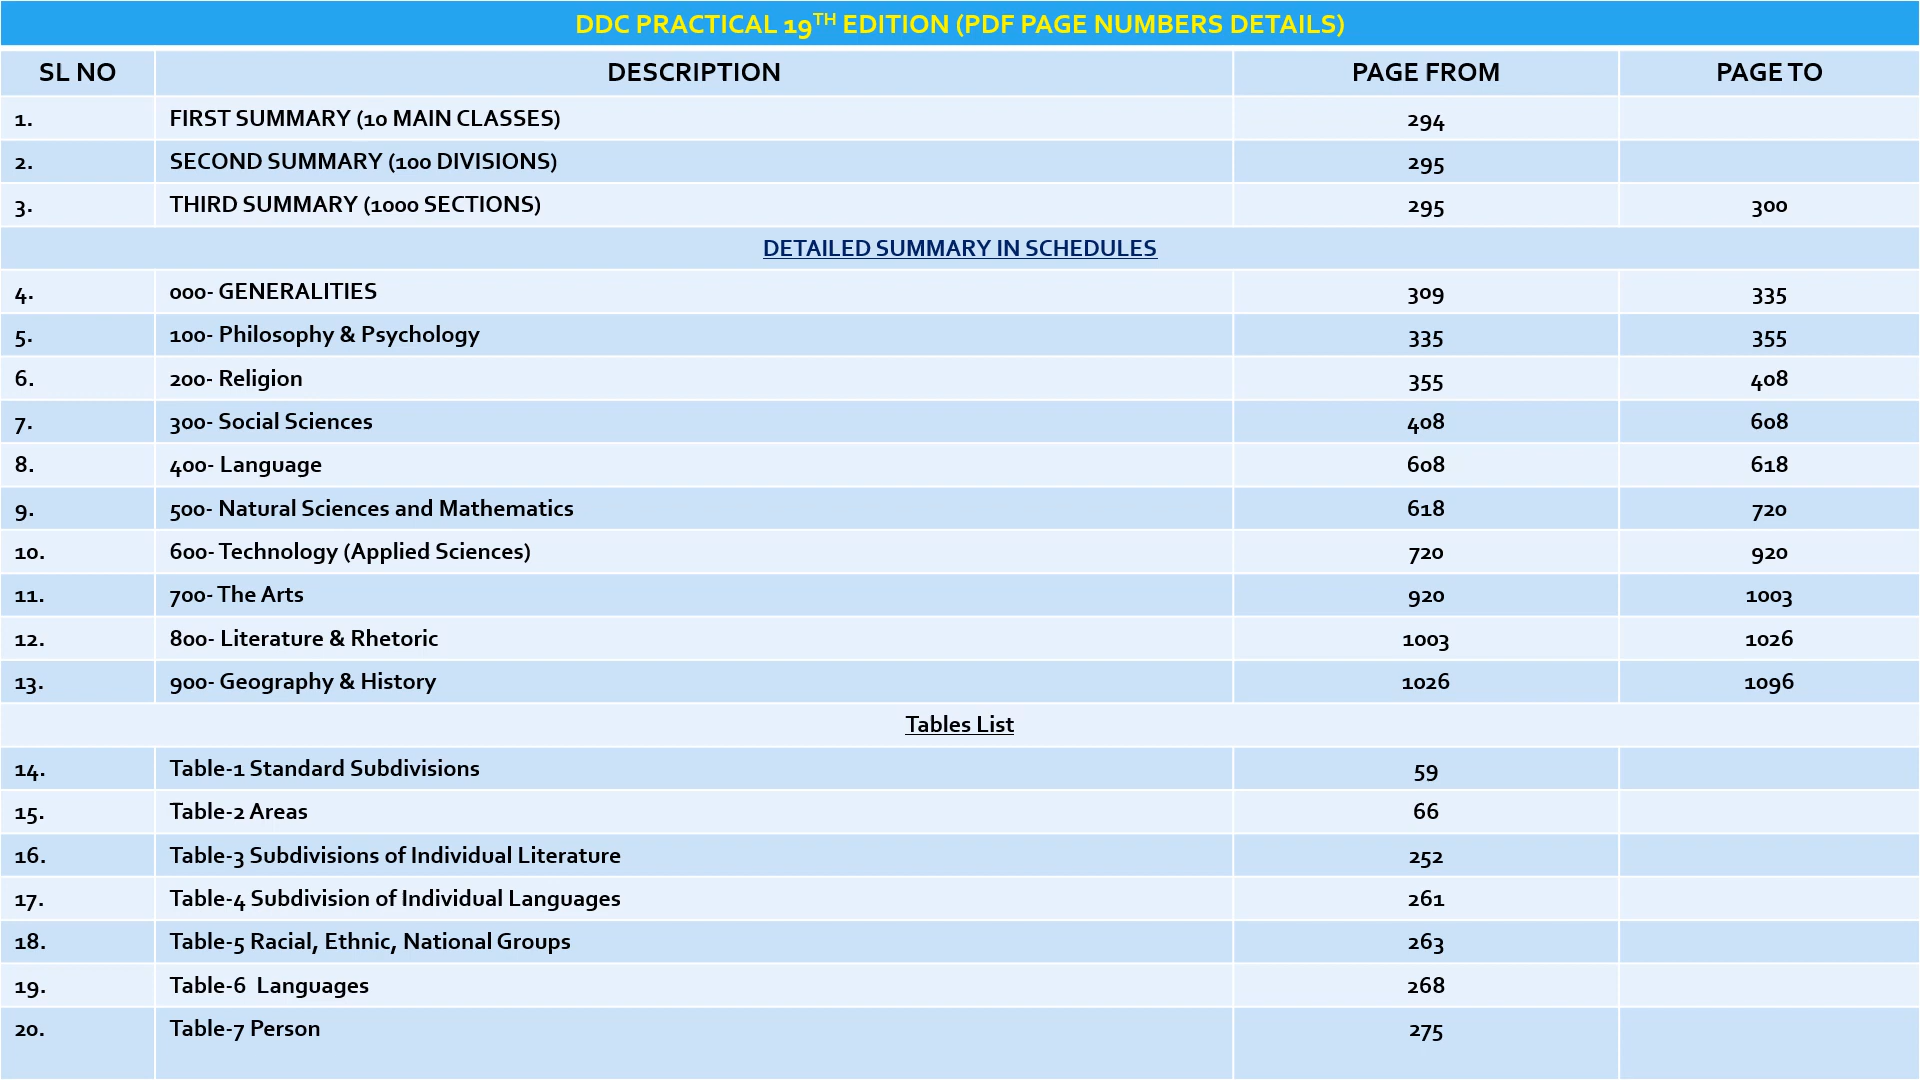 DDC PRACTICAL 19TH EDITION (PDF PAGE NUMBERS DETAILS)
SL NO DESCRIPTION PAGE FROM PAGE TO
1. FIRST SUMMARY (10 MAIN CLASSES) 294
2. SECOND SUMMARY (100 DIVISIONS) 295
3. THIRD SUMMARY (1000 SECTIONS) 295 300
DETAILED SUMMARY IN SCHEDULES
4. 000- GENERALITIES 309 335
5. 100- Philosophy & Psychology 335 355
6. 200- Religion 355 408
7. 300- Social Sciences 408 608
8. 400- Language 608 618
9. 500- Natural Sciences and Mathematics 618 720
10. 600- Technology (Applied Sciences) 720 920
11. 700- The Arts 920 1003
12. 800- Literature & Rhetoric 1003 1026
13. 900- Geography & History 1026 1096
Tables List
14. Table-1 Standard Subdivisions 59
15. Table-2 Areas 66
16. Table-3 Subdivisions of Individual Literature 252
17. Table-4 Subdivision of Individual Languages 261
18. Table-5 Racial, Ethnic, National Groups 263
19. Table-6 Languages 268
20. Table-7 Person 275